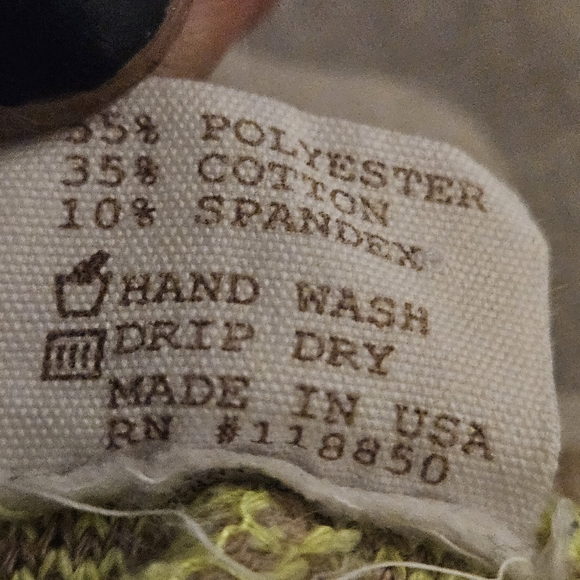 55% POLYESTER
35% COTTON
10% SPANDEX
HAND WASH
DRIP DRY
MADE IN USA
RN #118850